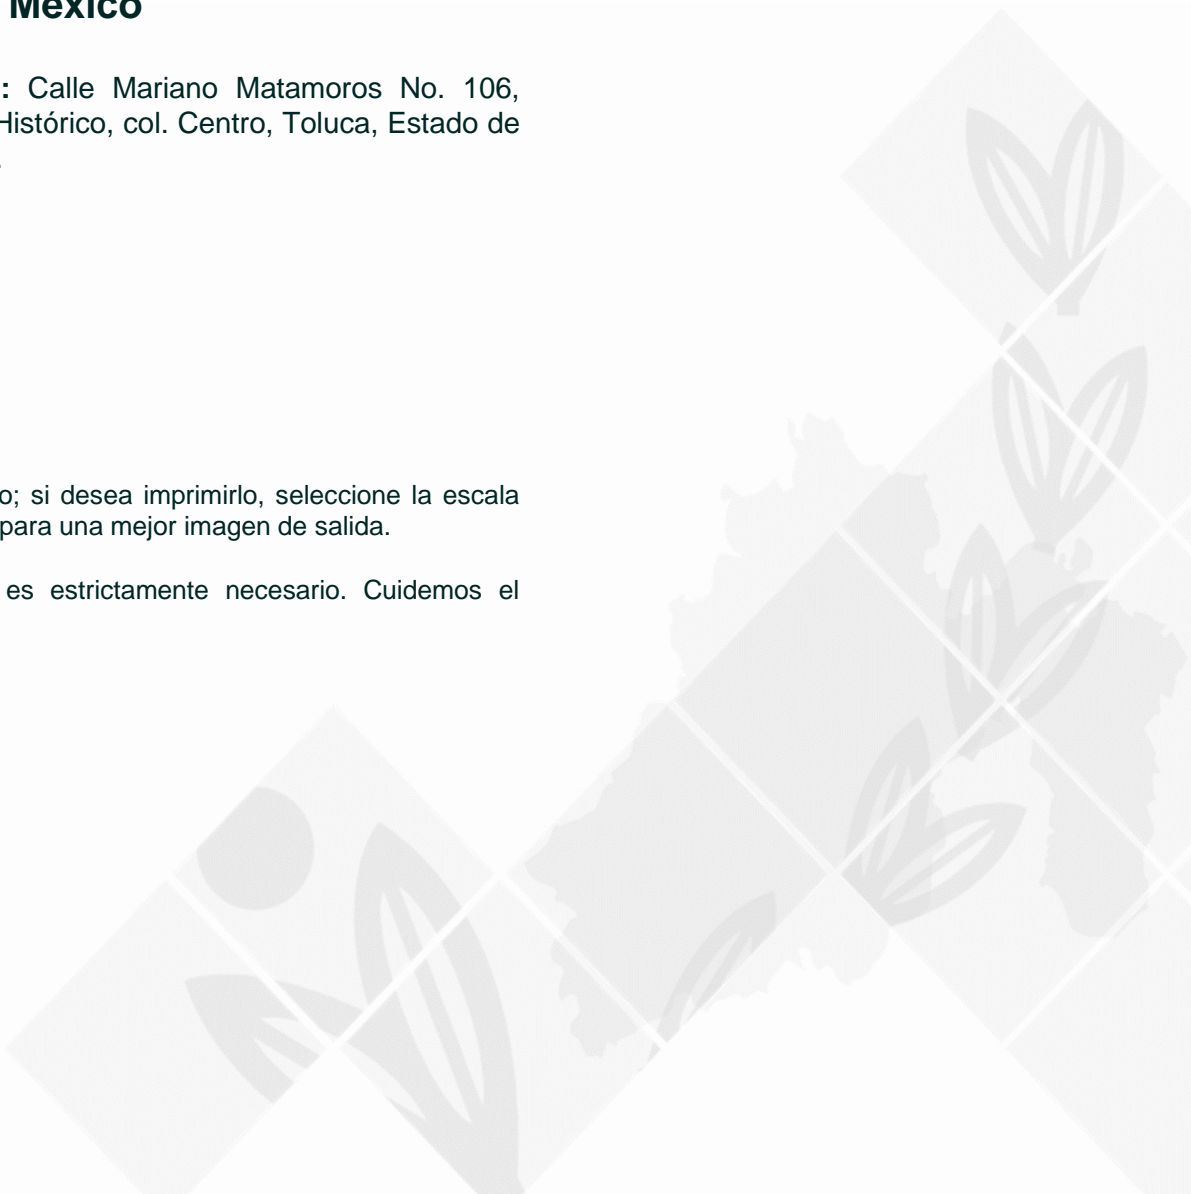 México
: Calle Mariano Matamoros No. 106,
Histórico, col. Centro, Toluca, Estado de
.
o; si desea imprimirlo, seleccione la escala
para una mejor imagen de salida.
es estrictamente necesario. Cuidemos el